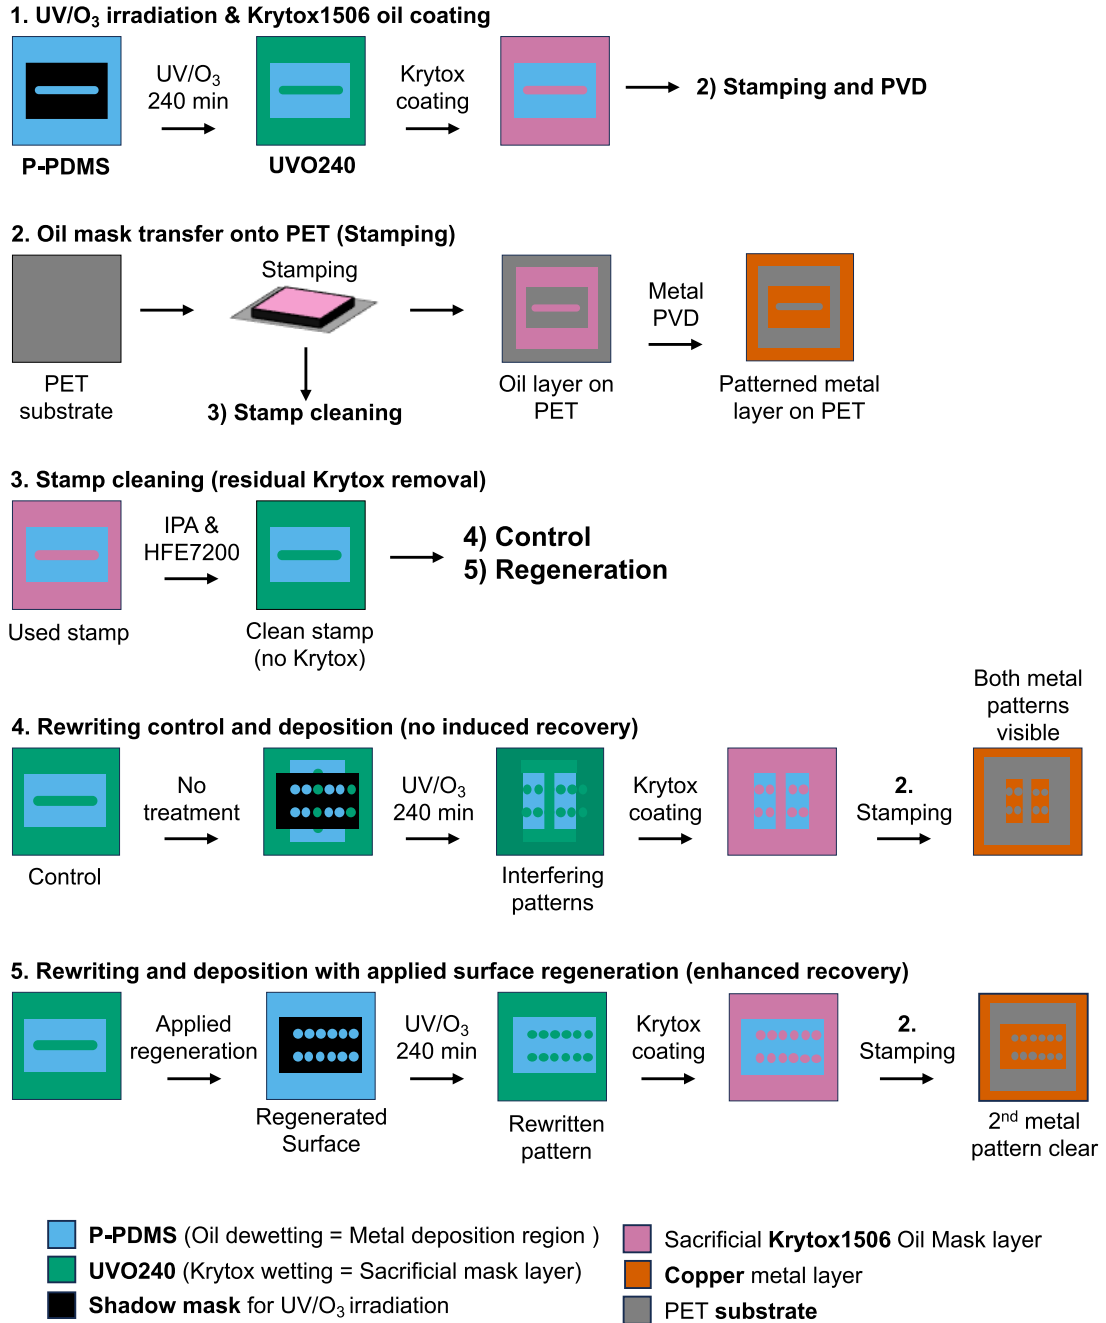 1. UV/O₃ irradiation & Krytox1506 oil coating
UV/O₃
240 min
Krytox
coating
2) Stamping and PVD
P-PDMS
UVO240
2. Oil mask transfer onto PET (Stamping)
Stamping
Metal
PVD
PET
substrate
3) Stamp cleaning
Oil layer on
PET
Patterned metal
layer on PET
3. Stamp cleaning (residual Krytox removal)
IPA &
HFE7200
4) Control
5) Regeneration
Used stamp
Clean stamp
(no Krytox)
Both metal
patterns
visible
4. Rewriting control and deposition (no induced recovery)
No
treatment
UV/O₃
240 min
Krytox
coating
2.
Stamping
Control
Interfering
patterns
5. Rewriting and deposition with applied surface regeneration (enhanced recovery)
Applied
regeneration
UV/O₃
240 min
Krytox
coating
2.
Stamping
Regenerated
Surface
Rewritten
pattern
2nd metal
pattern clear
P-PDMS (Oil dewetting = Metal deposition region )
UVO240 (Krytox wetting = Sacrificial mask layer)
Shadow mask for UV/O₃ irradiation
Sacrificial Krytox1506 Oil Mask layer
Copper metal layer
PET substrate